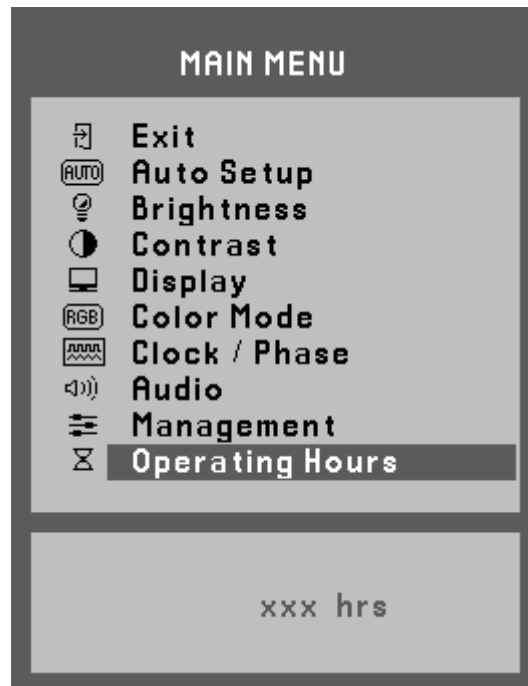 MAIN MENU
Exit
AUTO Auto Setup
Brightness
Contrast
Display
RGB Color Mode
Clock / Phase
Audio
Management
Operating Hours
xxx hrs